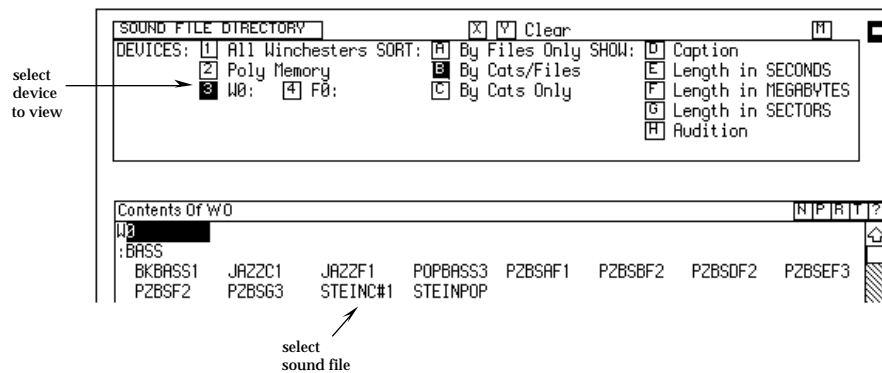 SOUND FILE DIRECTORY X Y Clear M
DEVICES: 1 All Winchesters SORT: A By Files Only SHOW: D Caption
2 Poly Memory B By Cats/Files E Length in SECONDS
3 W0: 4 F0: C By Cats Only F Length in MEGABYTES
G Length in SECTORS
H Audition
select
device
to view
Contents Of W0 N P R T ?
W0
:BASS
BKBASS1 JAZZC1 JAZZF1 POPBASS3 PZBSAF1 PZBSBF2 PZBSDF2 PZBSEF3
PZBSF2 PZBSG3 STEINC#1 STEINPOP
select
sound file